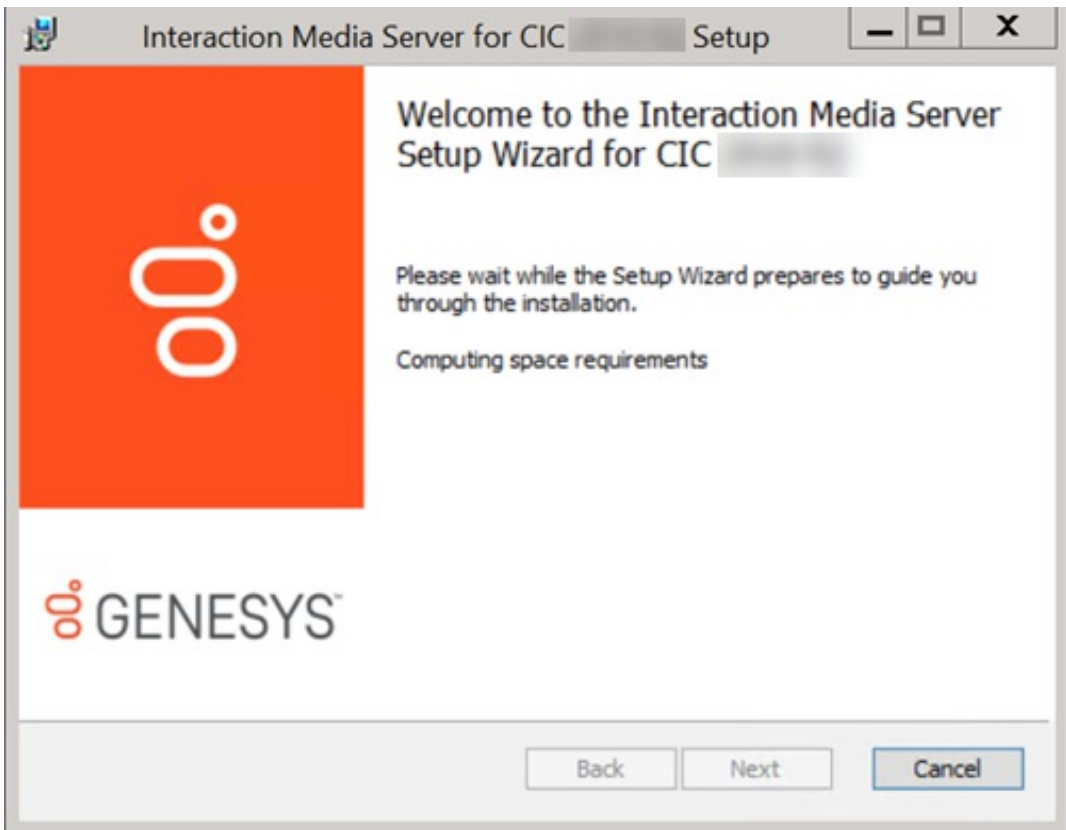 Interaction Media Server for CIC Setup
Welcome to the Interaction Media Server
Setup Wizard for CIC
Please wait while the Setup Wizard prepares to guide you
through the installation.
Computing space requirements
GENESYS™
Back Next Cancel